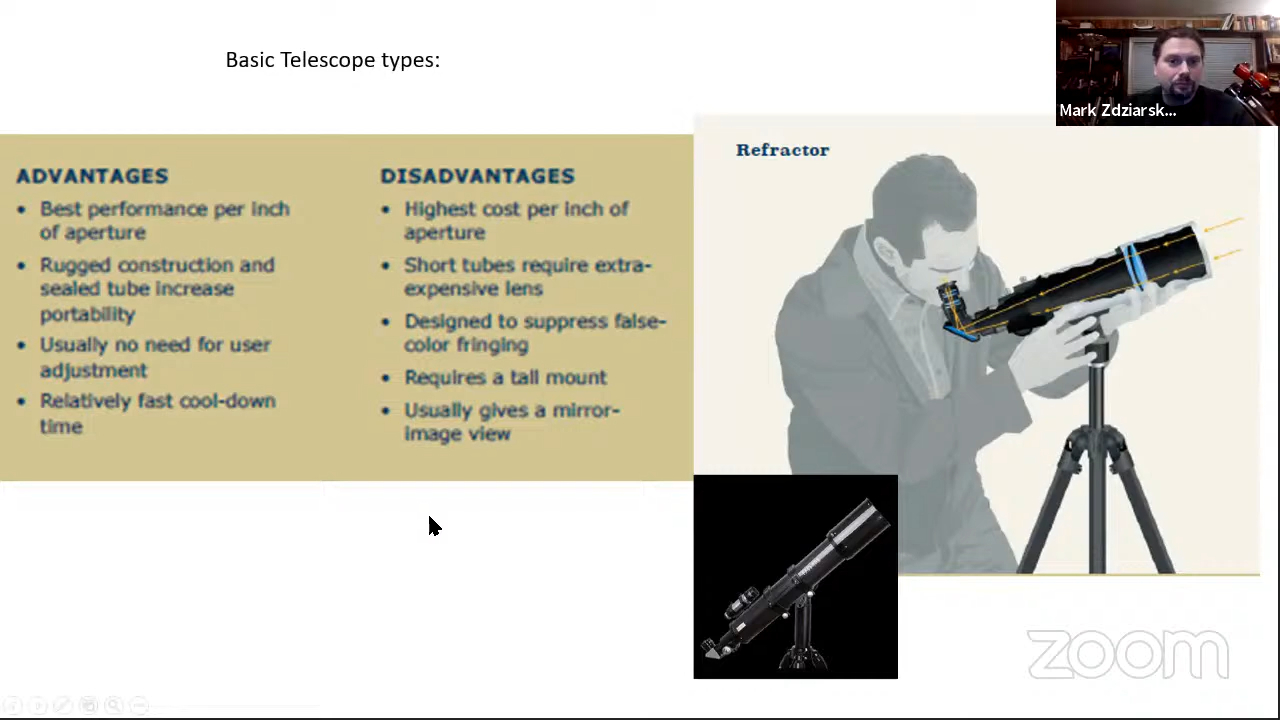 Basic Telescope types:
Mark Zdziarsk...
ADVANTAGES
• Best performance per inch
of aperture
• Rugged construction and
sealed tube increase
portability
• Usually no need for user
adjustment
• Relatively fast cool-down
time
DISADVANTAGES
• Highest cost per inch of
aperture
• Short tubes require extra-
expensive lens
• Designed to suppress false-
color fringing
• Requires a tall mount
• Usually gives a mirror-
image view
Refractor
zoom